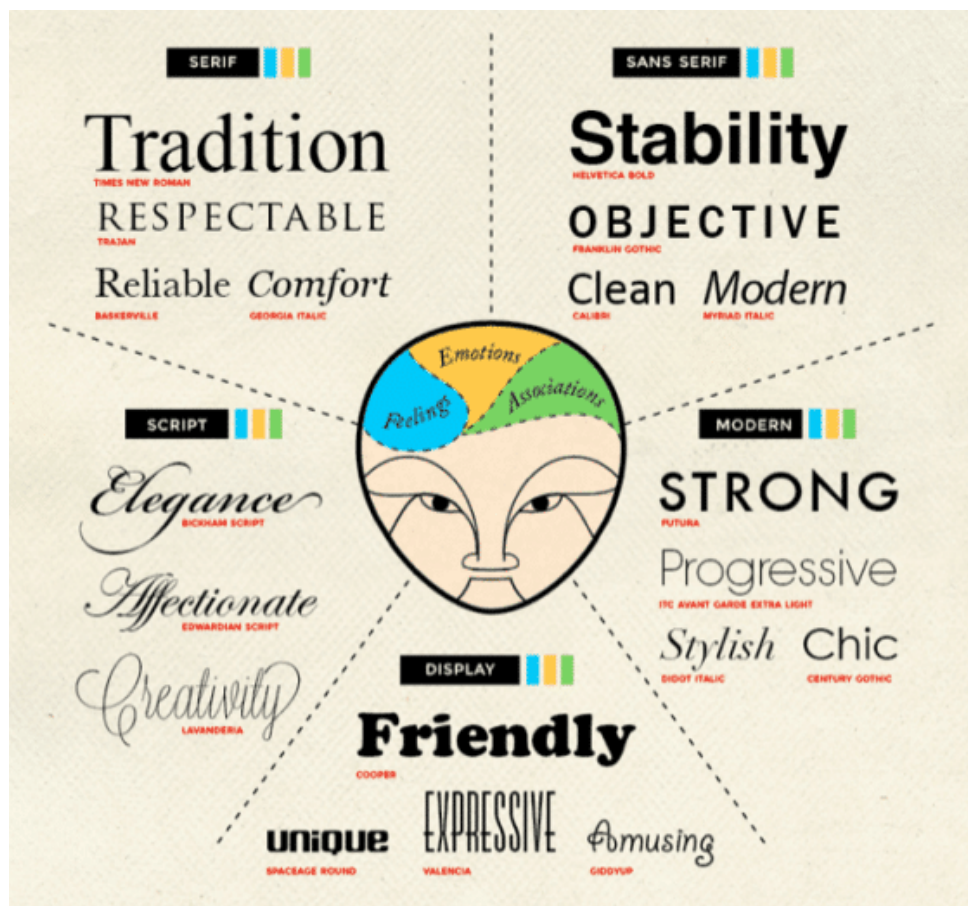 SERIF
Tradition
TIMES NEW ROMAN
RESPECTABLE
TRAJAN
Reliable Comfort
BASKERVILLE GEORGIA ITALIC
SANS SERIF
Stability
HELVETICA BOLD
OBJECTIVE
FRANKLIN GOTHIC
Clean Modern
CALIBRI MYRIAD ITALIC
Emotions
Feelings
Associations
SCRIPT
Elegance
BICKHAM SCRIPT
Affectionate
EDWARDIAN SCRIPT
Creativity
LAVANDERIA
MODERN
STRONG
FUTURA
Progressive
ITC AVANT GARDE EXTRA LIGHT
Stylish Chic
DIDOT ITALIC CENTURY GOTHIC
DISPLAY
Friendly
COOPER
unique EXPRESSIVE Amusing
SPACEAGE ROUND VALENCIA GIDDYUP